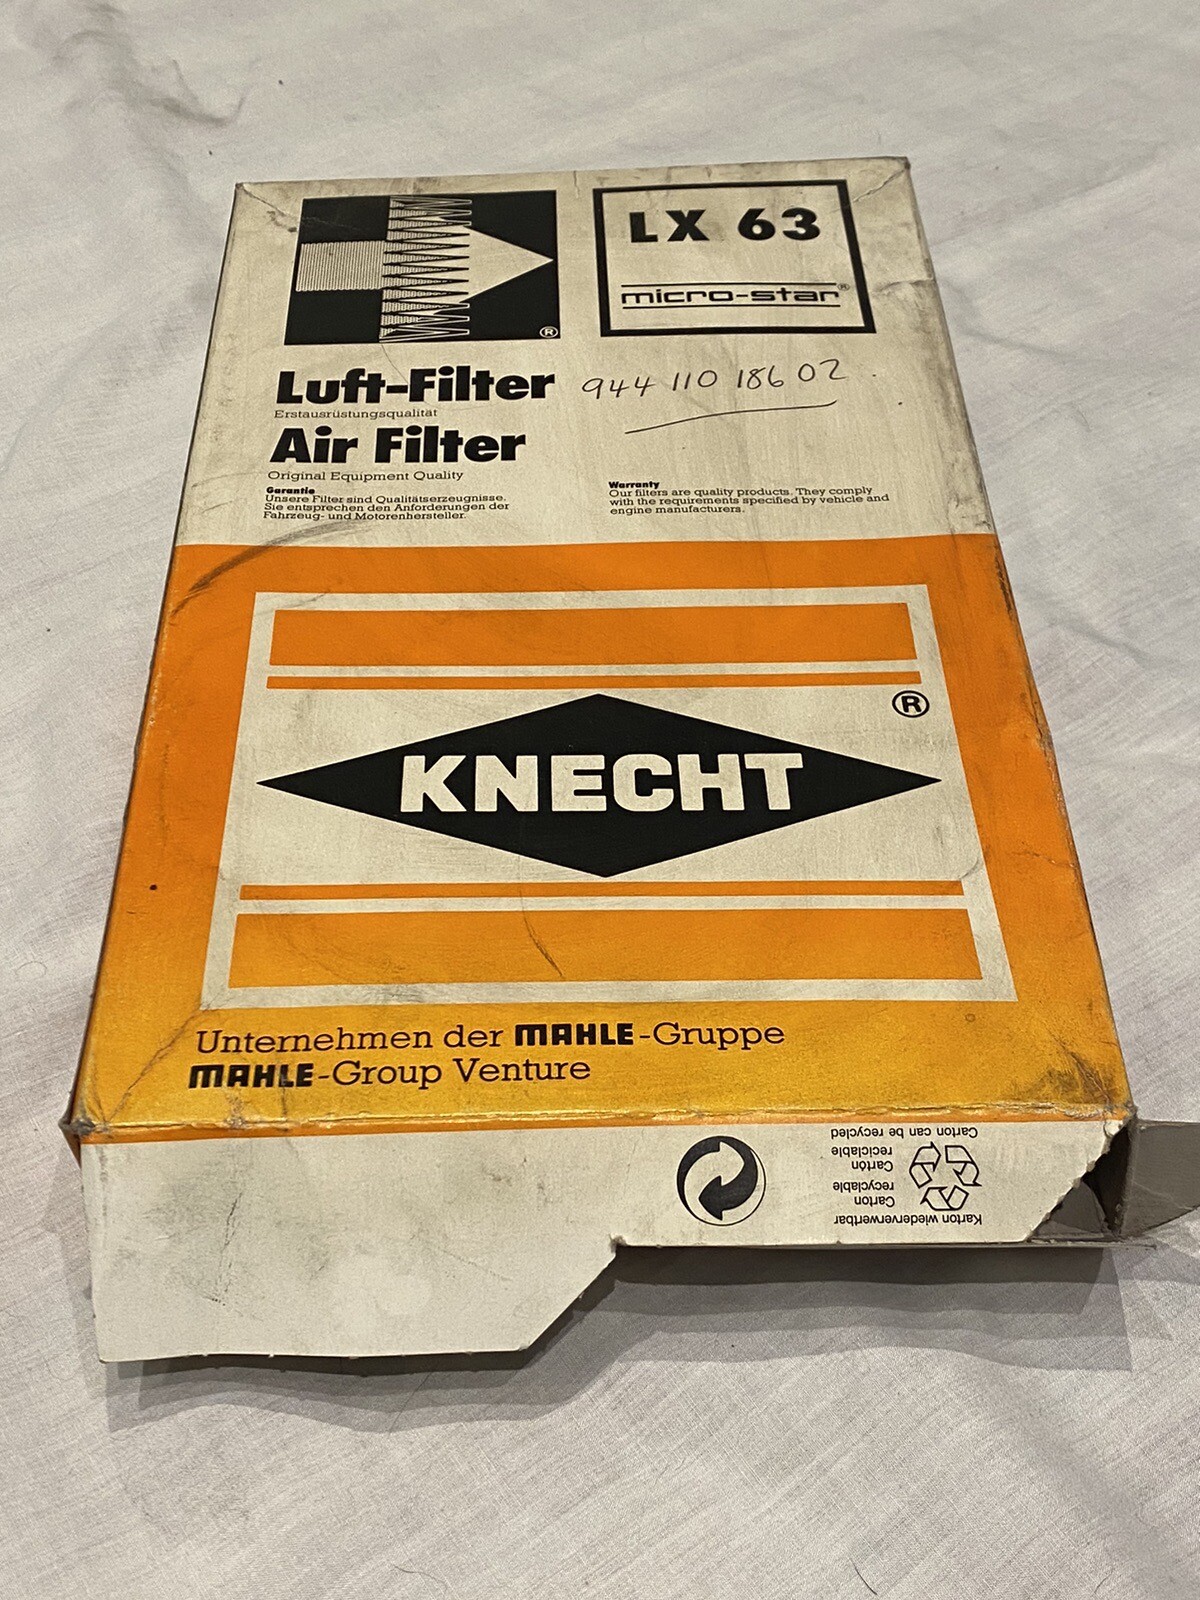 LX 63
micro-star®
®
Luft-Filter
Erstausrüstungsqualität
944 110 186 02.
Air Filter
Original Equipment Quality
Garantie
Unsere Filter sind Qualitätserzeugnisse.
Sie entsprechen den Anforderungen der
Fahrzeug- und Motorenhersteller.
Warranty
Our filters are quality products. They comply
with the requirements specified by vehicle and
engine manufacturers.
®
KNECHT
Unternehmen der MAHLE-Gruppe
MAHLE-Group Venture
Karton wiederverwertbar
Carton
recyclable
Cartón
reciclable
Carton can be recycled